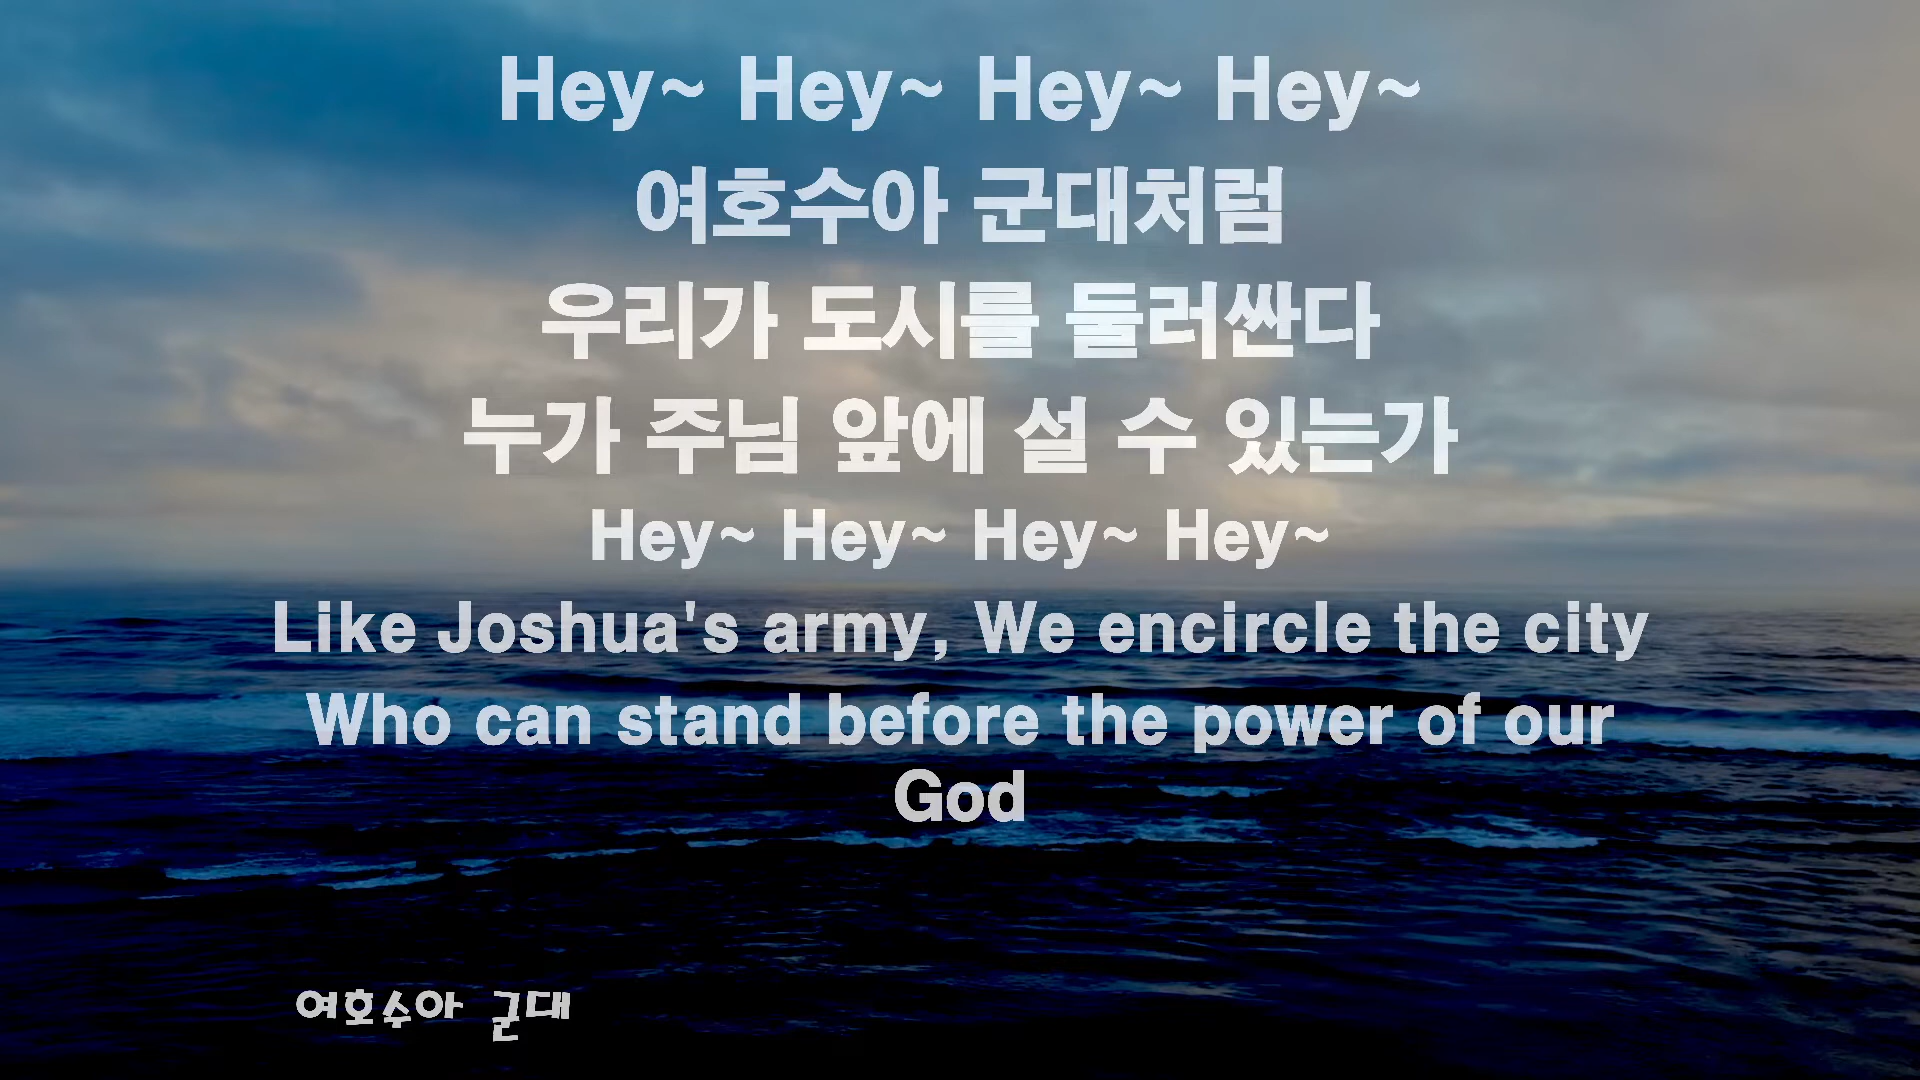 Hey~ Hey~ Hey~ Hey~
여호수아 군대처럼
우리가 도시를 둘러싼다
누가 주님 앞에 설 수 있는가
Hey~ Hey~ Hey~ Hey~
Like Joshua's army, We encircle the city
Who can stand before the power of our
God
여호수아 군대